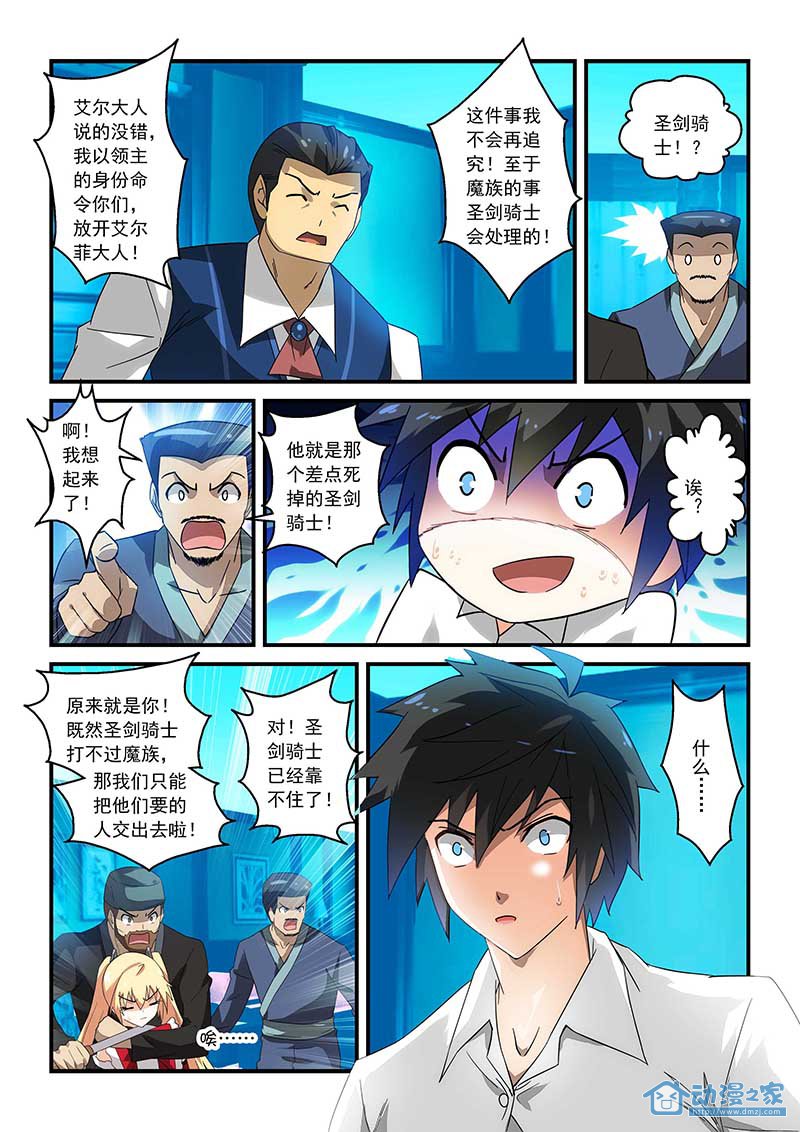 艾尔大人
说的没错，
我以领主
的身份命
令你们，
放开艾尔
菲大人！
这件事我
不会再追
究！至于
魔族的事
圣剑骑士
会处理的！
圣剑骑
士！？
啊！
我想
起来
了！
他就是那
个差点死
掉的圣剑
骑士！
诶？
原来就是你！
既然圣剑骑士
打不过魔族，
那我们只能
把他们要的
人交出去啦！
对！圣
剑骑士
已经靠
不住了！
唉……
什么……
动漫之家
http://www.dmzj.com